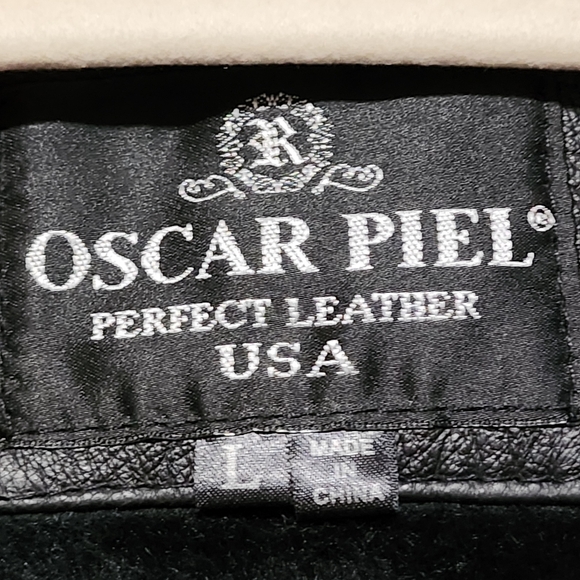 R
OSCAR PIEL®
PERFECT LEATHER
USA
L
MADE
IN
CHINA